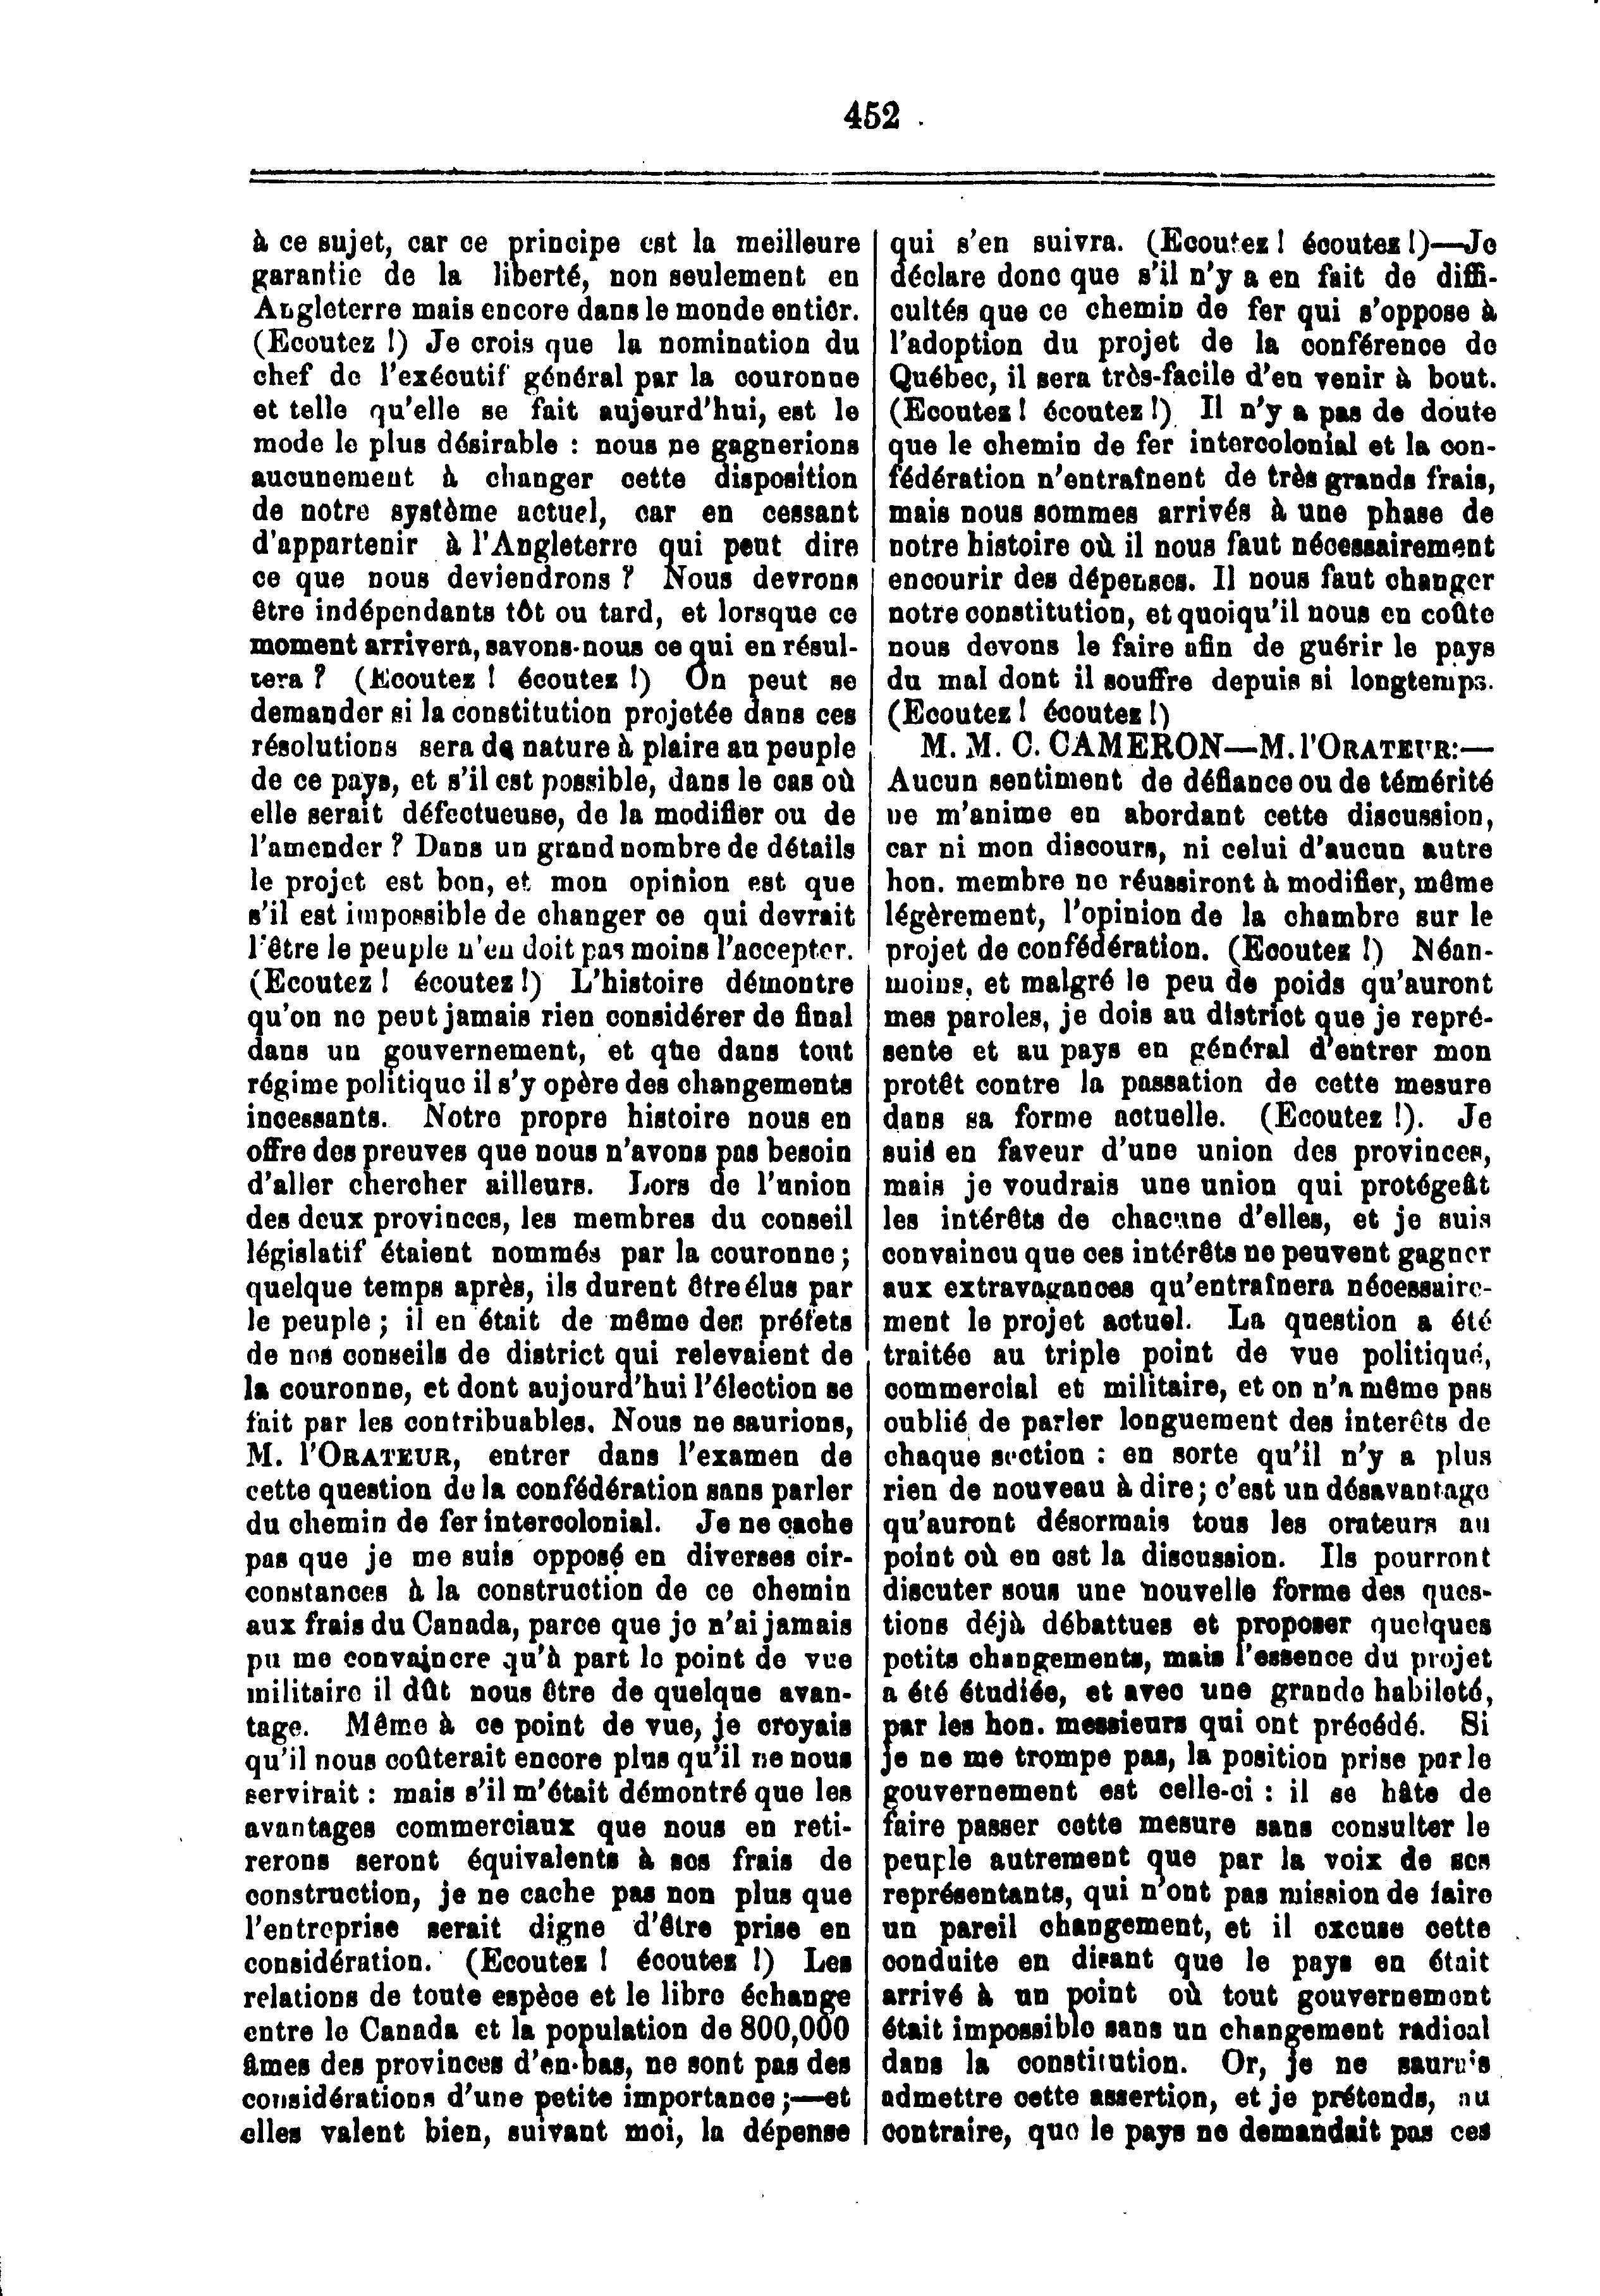 452
à ce sujet, car ce principe est la meilleure
garantie de la liberté, non seulement en
Angleterre mais encore dans le monde entier.
(Ecoutez !) Je crois que la nomination du
chef de l'exécutif général par la couronne
et telle qu'elle se fait aujourd'hui, est le
mode le plus désirable : nous ne gagnerions
aucunement à changer cette disposition
de notre système actuel, car en cessant
d'appartenir à l'Angleterre qui peut dire
ce que nous deviendrons ? Nous devrons
être indépendants tôt ou tard, et lorsque ce
moment arrivera, savons-nous ce qui en résul-
tera ? (Ecoutez ! écoutez !) On peut se
demander si la constitution projetée dans ces
résolutions sera de nature à plaire au peuple
de ce pays, et s'il est possible, dans le cas où
elle serait défectueuse, de la modifier ou de
l'amender ? Dans un grand nombre de détails
le projet est bon, et mon opinion est que
s'il est impossible de changer ce qui devrait
l'être le peuple n'en doit pas moins l'accepter.
(Ecoutez ! écoutez !) L'histoire démontre
qu'on ne peut jamais rien considérer de final
dans un gouvernement, et que dans tout
régime politique il s'y opère des changements
incessants. Notre propre histoire nous en
offre des preuves que nous n'avons pas besoin
d'aller chercher ailleurs. Lors de l'union
des deux provinces, les membres du conseil
législatif étaient nommés par la couronne ;
quelque temps après, ils durent être élus par
le peuple ; il en était de même des préfets
de nos conseils de district qui relevaient de
la couronne, et dont aujourd'hui l'élection se
fait par les contribuables. Nous ne saurions,
M. l'ORATEUR, entrer dans l'examen de
cette question de la confédération sans parler
du chemin de fer intercolonial. Je ne cache
pas que je me suis opposé en diverses cir-
constances à la construction de ce chemin
aux frais du Canada, parce que je n'ai jamais
pu me convaincre qu'à part le point de vue
militaire il dût nous être de quelque avan-
tage. Même à ce point de vue, je croyais
qu'il nous coûterait encore plus qu'il ne nous
servirait : mais s'il m'était démontré que les
avantages commerciaux que nous en reti-
rerons seront équivalents à ses frais de
construction, je ne cache pas non plus que
l'entreprise serait digne d'être prise en
considération. (Ecoutez ! écoutez !) Les
relations de toute espèce et le libre échange
entre le Canada et la population de 800,000
âmes des provinces d'en-bas, ne sont pas des
considérations d'une petite importance ;—et
elles valent bien, suivant moi, la dépense
qui s'en suivra. (Ecoutez ! écoutez !)—Je
déclare donc que s'il n'y a en fait de diffi-
cultés que ce chemin de fer qui s'oppose à
l'adoption du projet de la conférence de
Québec, il sera très-facile d'en venir à bout.
(Ecoutez ! écoutez !) Il n'y a pas de doute
que le chemin de fer intercolonial et la con-
fédération n'entraînent de très grands frais,
mais nous sommes arrivés à une phase de
notre histoire où il nous faut nécessairement
encourir des dépenses. Il nous faut changer
notre constitution, et quoiqu'il nous en coûte
nous devons le faire afin de guérir le pays
du mal dont il souffre depuis si longtemps.
(Ecoutez ! écoutez !)
M. M. C. CAMERON—M. l'ORATEUR:—
Aucun sentiment de défiance ou de témérité
ne m'anime en abordant cette discussion,
car ni mon discours, ni celui d'aucun autre
hon. membre ne réussiront à modifier, même
légèrement, l'opinion de la chambre sur le
projet de confédération. (Ecoutez !) Néan-
moins, et malgré le peu de poids qu'auront
mes paroles, je dois au district que je repré-
sente et au pays en général d'entrer mon
protêt contre la passation de cette mesure
dans sa forme actuelle. (Ecoutez !). Je
suis en faveur d'une union des provinces,
mais je voudrais une union qui protégeât
les intérêts de chacune d'elles, et je suis
convaincu que ces intérêts ne peuvent gagner
aux extravagances qu'entraînera nécessaire-
ment le projet actuel. La question a été
traitée au triple point de vue politique,
commercial et militaire, et on n'a même pas
oublié de parler longuement des interêts de
chaque section : en sorte qu'il n'y a plus
rien de nouveau à dire ; c'est un désavantage
qu'auront désormais tous les orateurs au
point où en est la discussion. Ils pourront
discuter sous une nouvelle forme des ques-
tions déjà débattues et proposer quelques
petits changements, mais l'essence du projet
a été étudiée, et avec une grande habileté,
par les hon. messieurs qui ont précédé. Si
je ne me trompe pas, la position prise par le
gouvernement est celle-ci : il se hâte de
faire passer cette mesure sans consulter le
peuple autrement que par la voix de ses
représentants, qui n'ont pas mission de faire
un pareil changement, et il excuse cette
conduite en disant que le pays en était
arrivé à un point où tout gouvernement
était impossible sans un changement radical
dans la constitution. Or, je ne saurais
admettre cette assertion, et je prétends, au
contraire, que le pays ne demandait pas ces